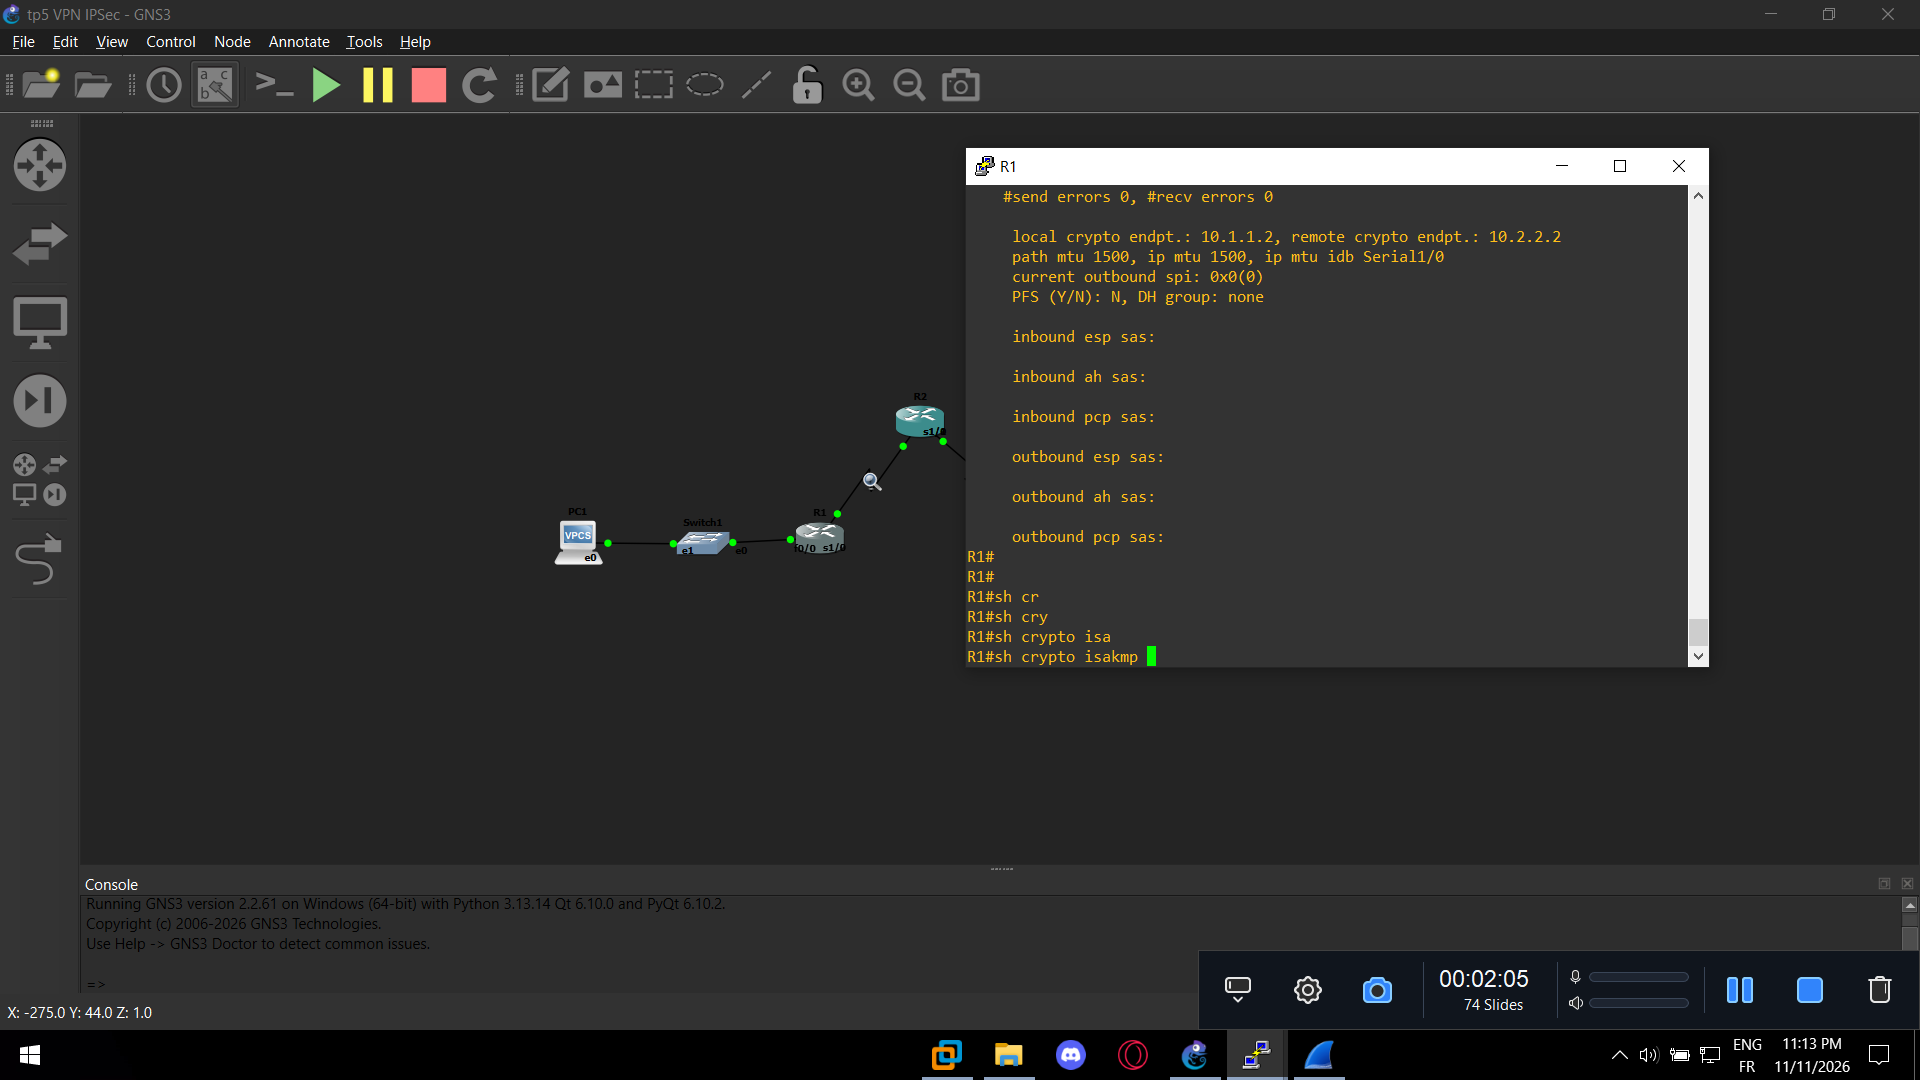 tp5 VPN IPSec - GNS3
File Edit View Control Node Annotate Tools Help
R1
#send errors 0, #recv errors 0
local crypto endpt.: 10.1.1.2, remote crypto endpt.: 10.2.2.2
path mtu 1500, ip mtu 1500, ip mtu idb Serial1/0
current outbound spi: 0x0(0)
PFS (Y/N): N, DH group: none
inbound esp sas:
inbound ah sas:
inbound pcp sas:
outbound esp sas:
outbound ah sas:
outbound pcp sas:
R1#
R1#
R1#sh cr
R1#sh cry
R1#sh crypto isa
R1#sh crypto isakmp
R2
s1/0
PC1
VPCS
e0
Switch1
e1
e0
R1
f0/0 s1/0
Console
Running GNS3 version 2.2.61 on Windows (64-bit) with Python 3.13.14 Qt 6.10.0 and PyQt 6.10.2.
Copyright (c) 2006-2026 GNS3 Technologies.
Use Help -> GNS3 Doctor to detect common issues.
=>
X: -275.0 Y: 44.0 Z: 1.0
00:02:05
74 Slides
ENG
FR
11:13 PM
11/11/2026